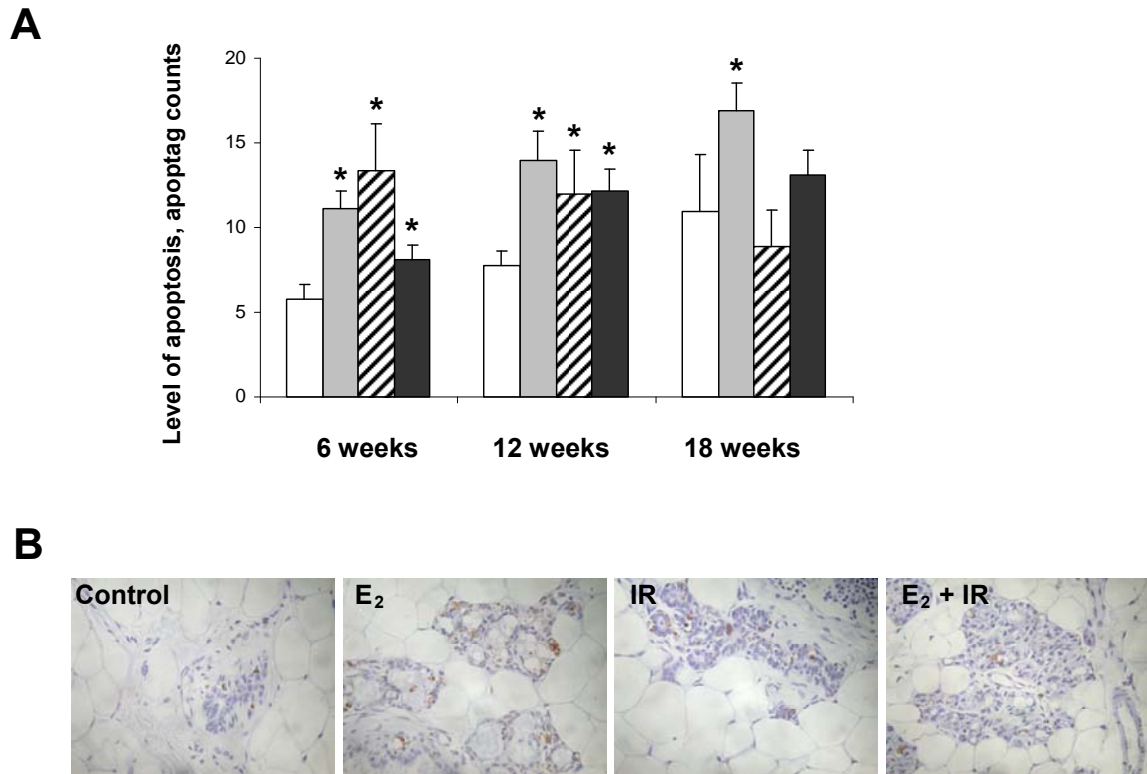 A
Level of apoptosis, apoptag counts
20
15
10
5
0
* * *
* * *
*
6 weeks 12 weeks 18 weeks
B
Control E₂ IR E₂ + IR